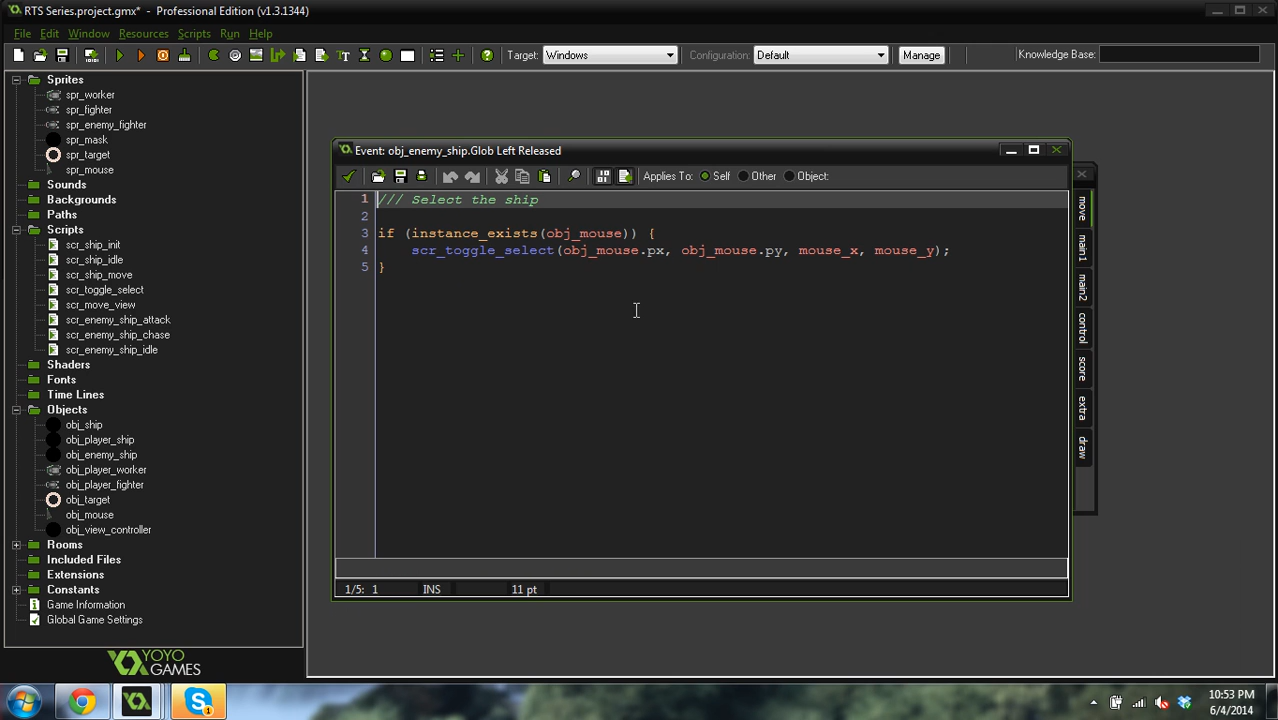 RTS Series.project.gmx* - Professional Edition (v1.3.1344)
File Edit Window Resources Scripts Run Help
Target: Windows Configuration: Default Manage Knowledge Base:
Sprites
spr_worker
spr_fighter
spr_enemy_fighter
spr_mask
spr_target
spr_mouse
Sounds
Backgrounds
Paths
Scripts
scr_ship_init
scr_ship_idle
scr_ship_move
scr_toggle_select
scr_move_view
scr_enemy_ship_attack
scr_enemy_ship_chase
scr_enemy_ship_idle
Shaders
Fonts
Time Lines
Objects
obj_ship
obj_player_ship
obj_enemy_ship
obj_player_worker
obj_player_fighter
obj_target
obj_mouse
obj_view_controller
Rooms
Included Files
Extensions
Constants
Game Information
Global Game Settings
YOYO
GAMES
Event: obj_enemy_ship.Glob Left Released
Applies To: Self Other Object:
1 /// Select the ship
2
3 if (instance_exists(obj_mouse)) {
4 scr_toggle_select(obj_mouse.px, obj_mouse.py, mouse_x, mouse_y);
5 }
1/5: 1 INS 11 pt
move
main1
main2
control
score
extra
draw
10:53 PM
6/4/2014